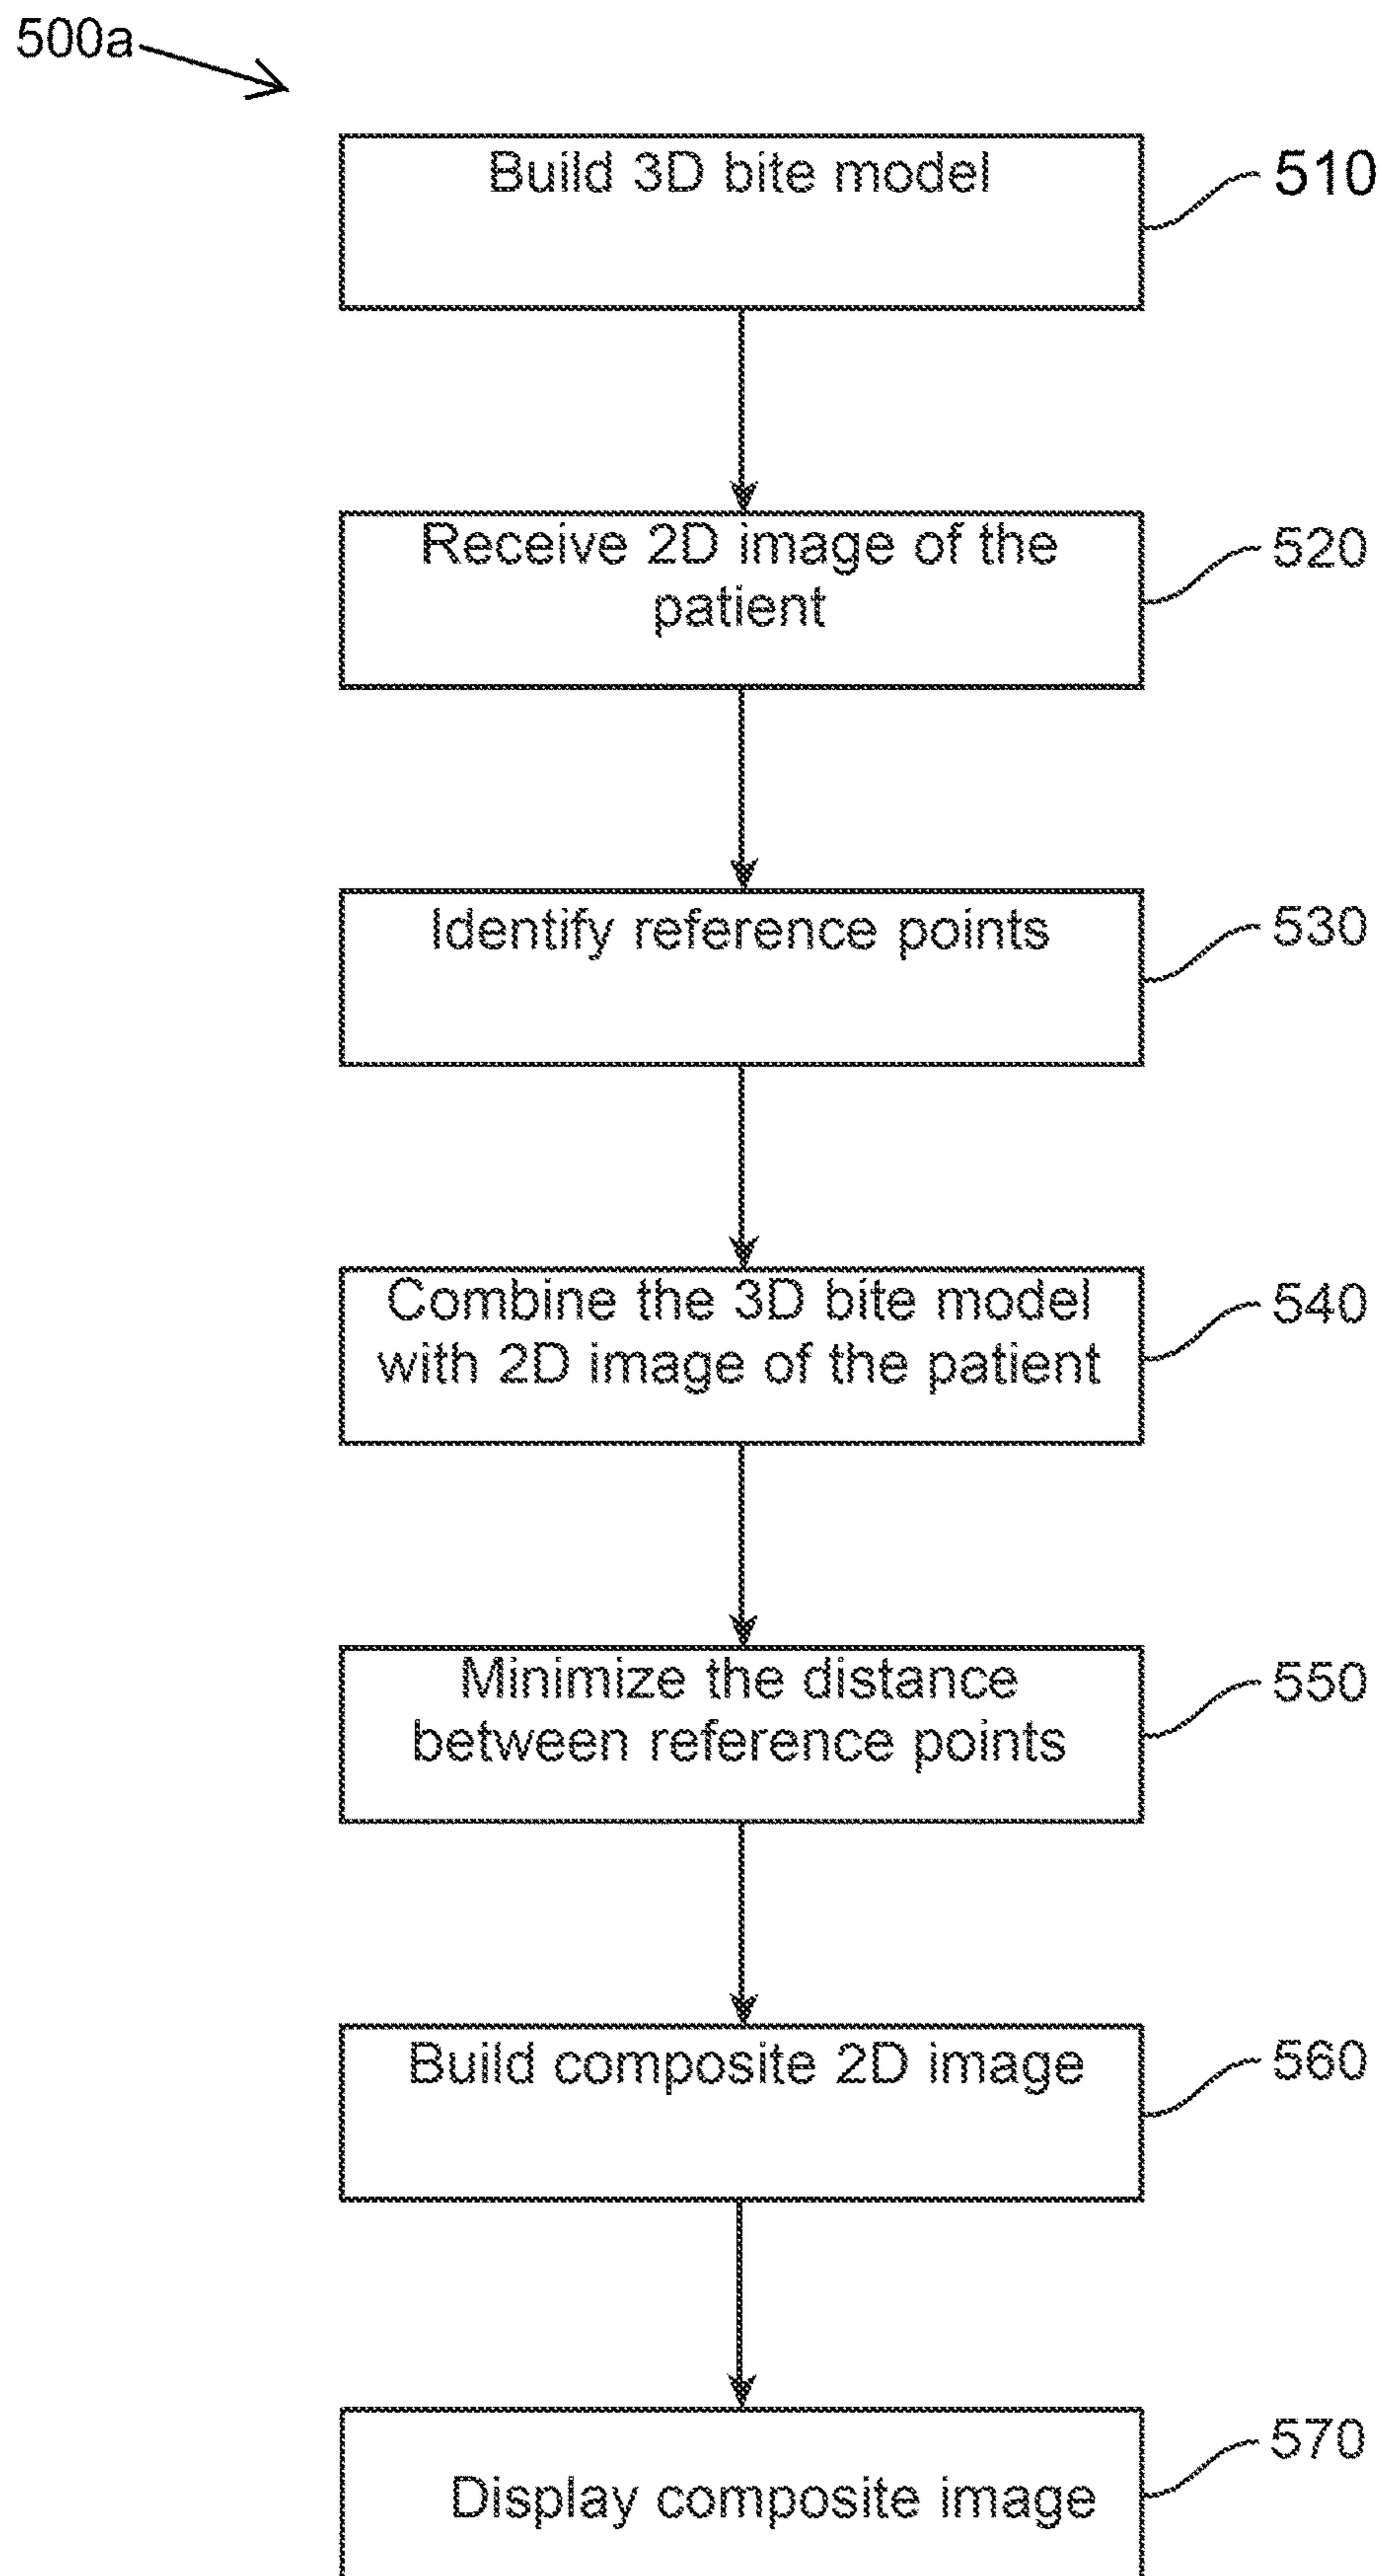 500a
Build 3D bite model
510
Receive 2D image of the
patient
520
Identify reference points
530
Combine the 3D bite model
with 2D image of the patient
540
Minimize the distance
between reference points
550
Build composite 2D image
560
Display composite image
570